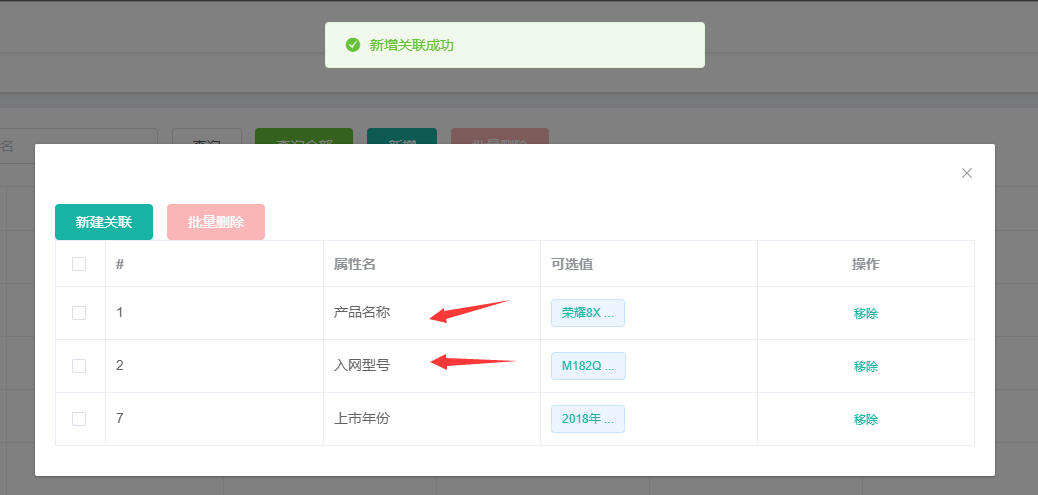 新增关联成功
名
查询
查询全部
新增
批量删除
新建关联
批量删除
# 属性名 可选值 操作
1 产品名称 荣耀8X ... 移除
2 入网型号 M182Q ... 移除
7 上市年份 2018年 ... 移除